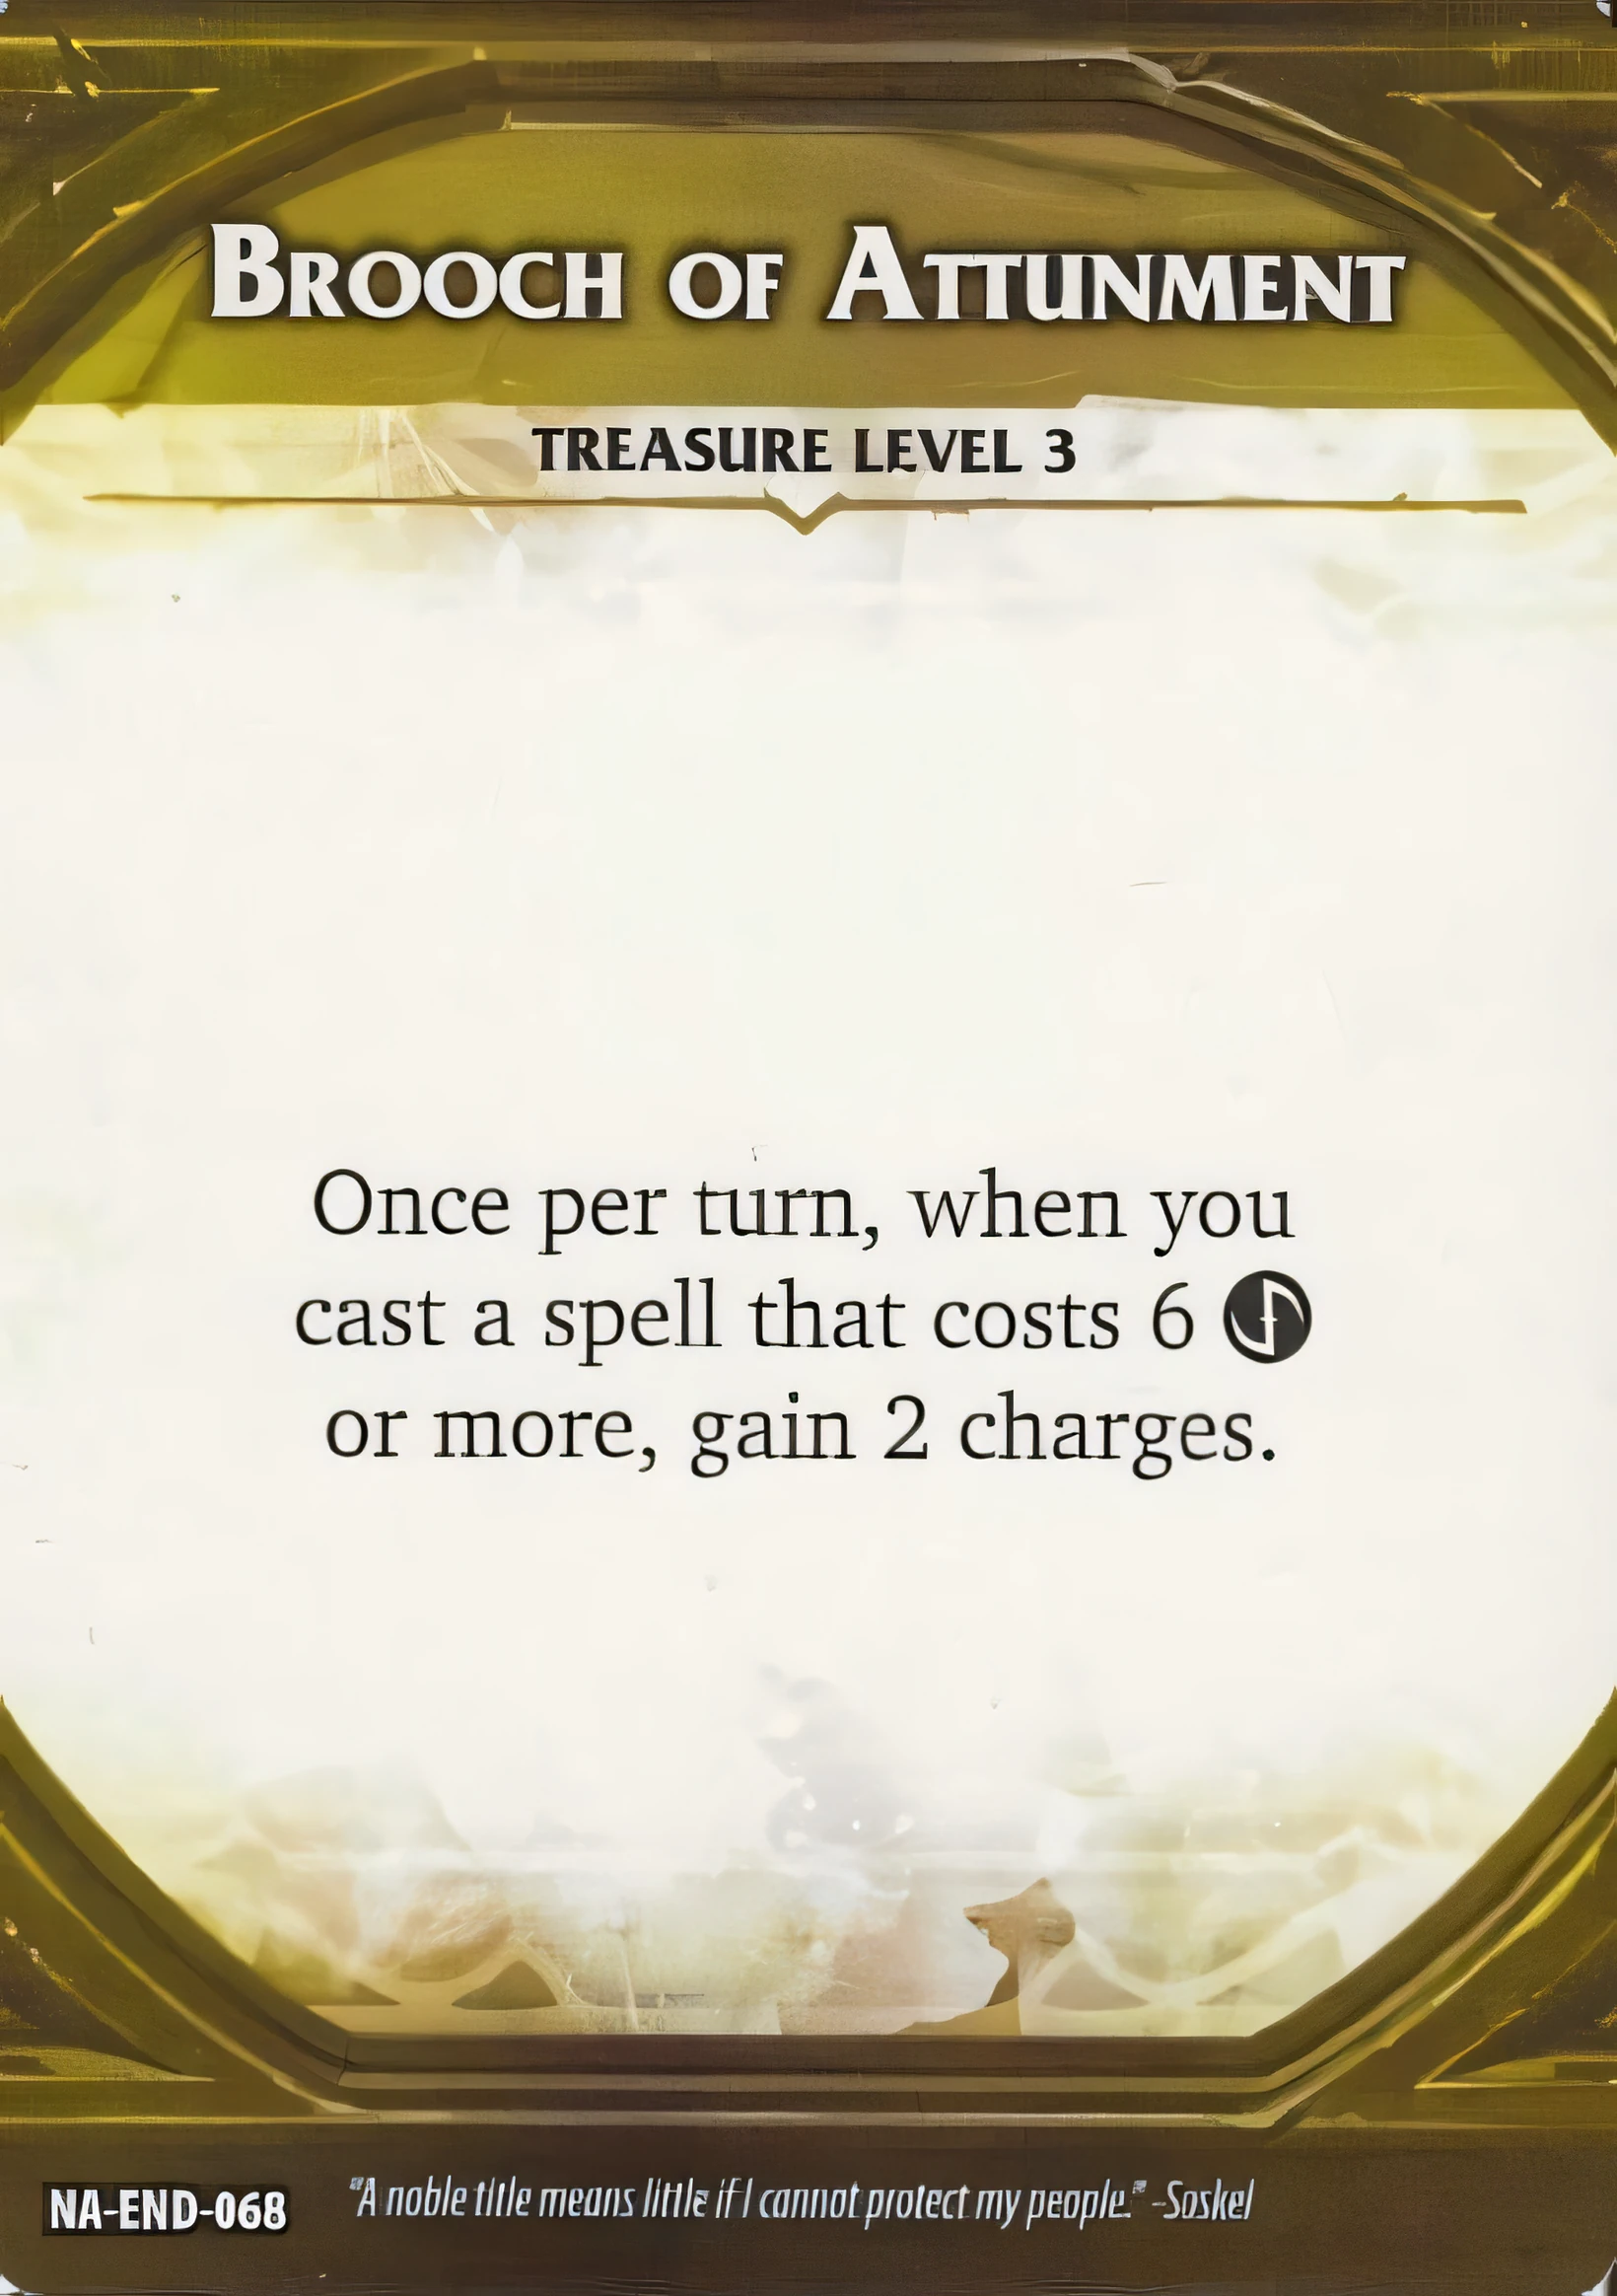 Brooch of Attunment
TREASURE LEVEL 3
Once per turn, when you
cast a spell that costs 6
or more, gain 2 charges.
NA-END-068
"A noble title means little if I cannot protect my people." -Soskel